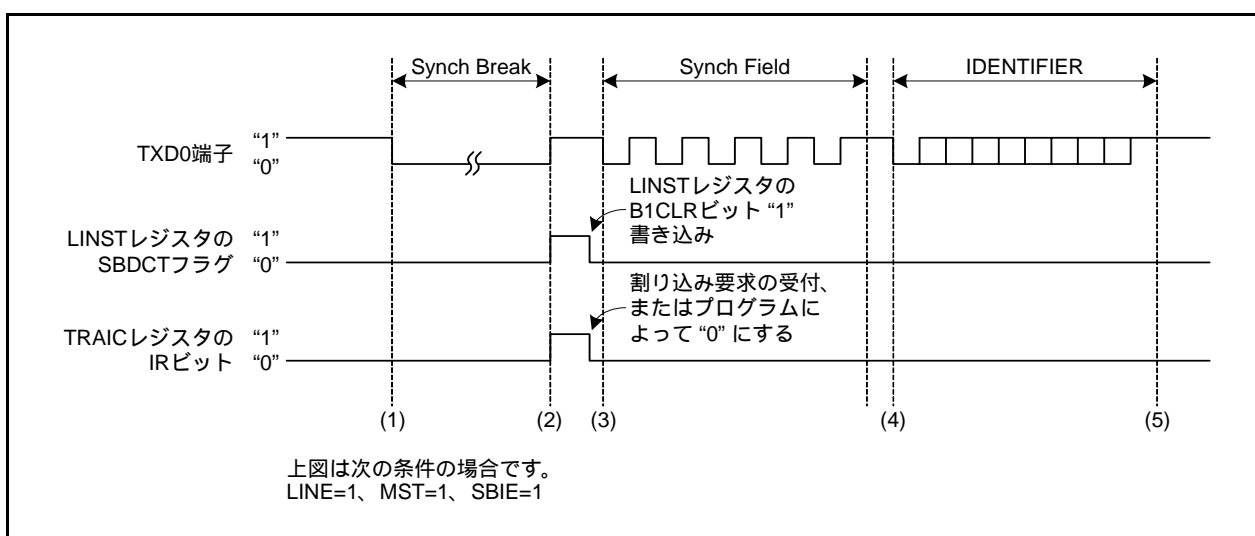 Synch Break
Synch Field
IDENTIFIER
TXD0端子
“1”
“0”
LINSTレジスタの
B1CLRビット “1”
書き込み
LINSTレジスタの
SBDCTフラグ
“1”
“0”
割り込み要求の受付、
またはプログラムに
よって “0” にする
TRAICレジスタの
IRビット
“1”
“0”
(1)
(2)
(3)
(4)
(5)
上図は次の条件の場合です。
LINE=1、MST=1、SBIE=1